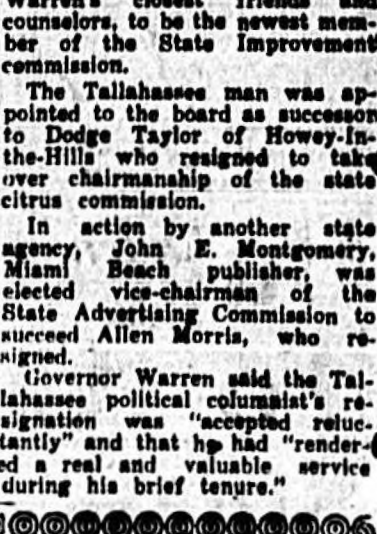 Warren's closest friends and
counselors, to be the newest mem-
ber of the State Improvement
commission.
The Tallahassee man was ap-
pointed to the board as successor
to Dodge Taylor of Howey-In-
the-Hills who resigned to take
over chairmanship of the state
citrus commission.
In action by another state
agency, John E. Montgomery,
Miami Beach publisher, was
elected vice-chairman of the
State Advertising Commission to
succeed Allen Morris, who re-
signed.
Governor Warren said the Tal-
lahassee political columnist's re-
signation was "accepted reluc-
tantly" and that he had "render-
ed a real and valuable service
during his brief tenure."